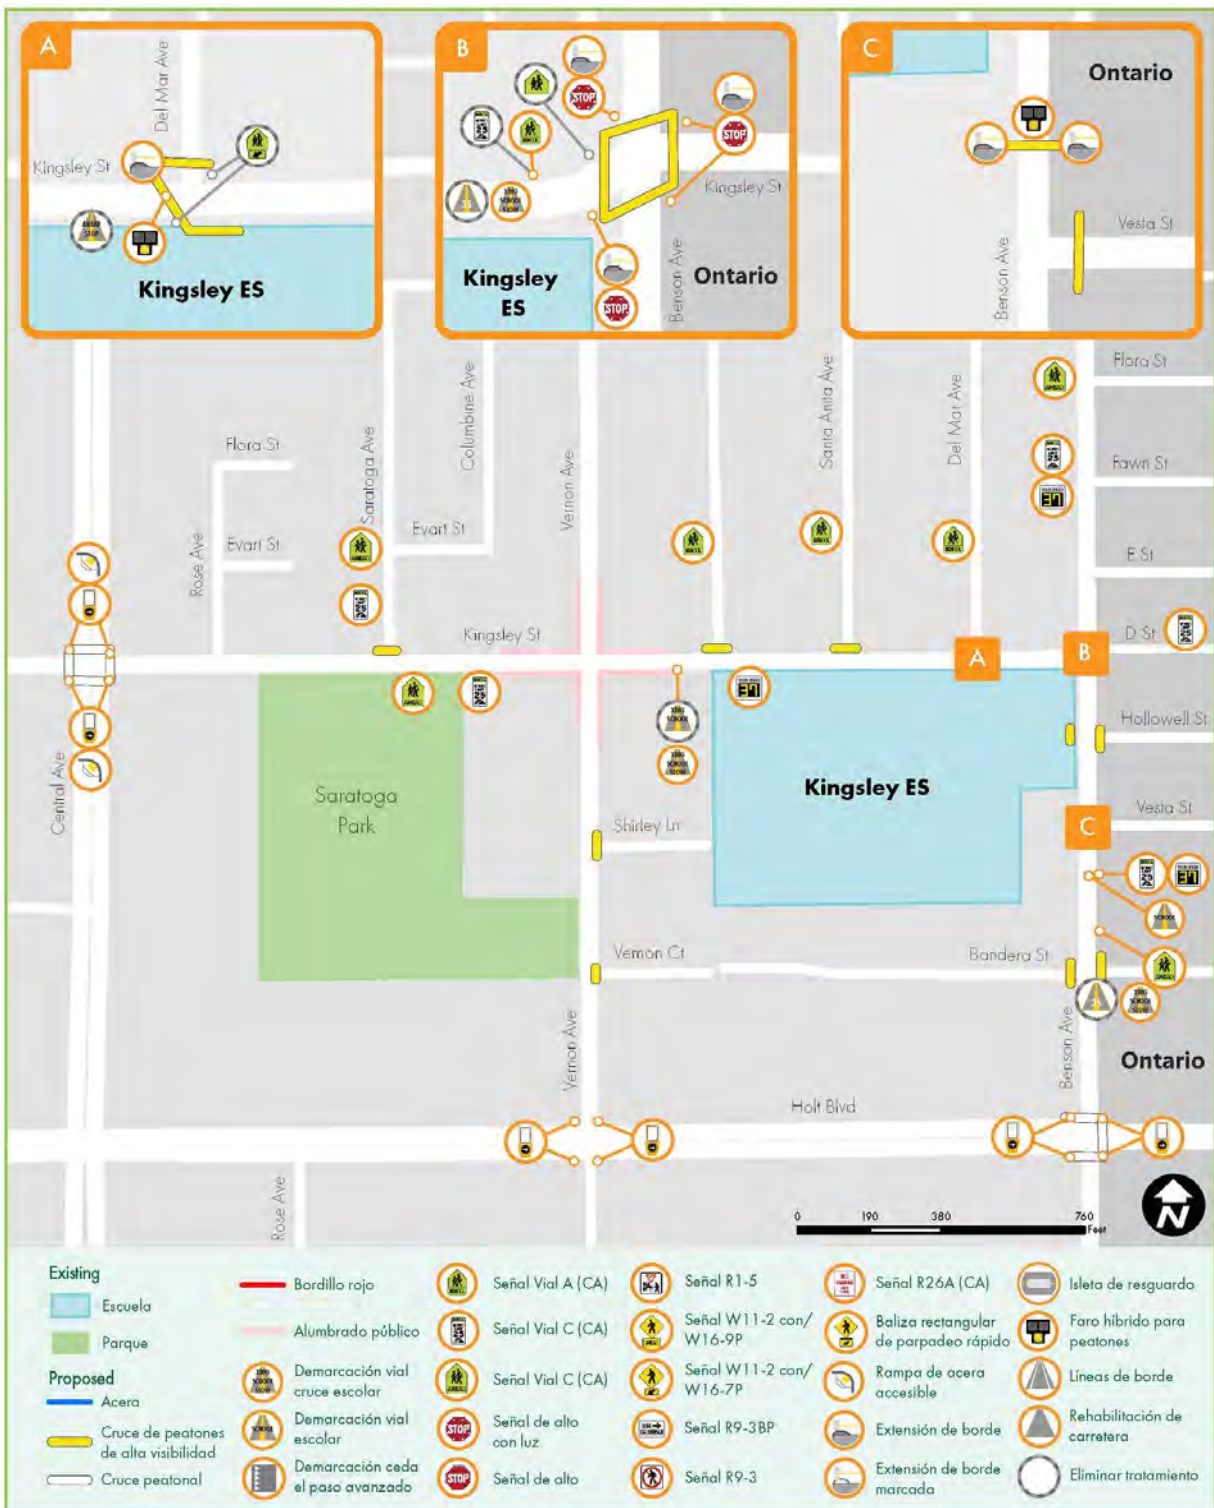 A
Del Mar Ave
Kingsley St
Kingsley ES
B
STOP
STOP
Kingsley St
Kingsley
ES
Benson Ave
Ontario
STOP
C
Ontario
Vesta St
Benson Ave
Flora St
Saratoga Ave
Columbine Ave
Vernon Ave
Santa Anita Ave
Del Mar Ave
Flora St
Fawn St
Rose Ave
Evart St
Evart St
E St
Kingsley St
D St
A
B
Hollowell St
Central Ave
Saratoga
Park
Kingsley ES
Shirley Ln
C
Vesta St
Vernon Ct
Bandera St
Vernon Ave
Benson Ave
Ontario
Holt Blvd
Rose Ave
N
0 190 380 760
Feet
Existing
Escuela
Parque
Proposed
Acera
Cruce de peatones
de alta visibilidad
Cruce peatonal
Bordillo rojo
Alumbrado público
Demarcación vial
cruce escolar
Demarcación vial
escolar
Demarcación ceda
el paso avanzado
Señal Vial A (CA)
Señal Vial C (CA)
Señal Vial C (CA)
STOP
Señal de alto
con luz
STOP
Señal de alto
Señal R1-5
Señal W11-2 con/
W16-9P
Señal W11-2 con/
W16-7P
Señal R9-3BP
Señal R9-3
Señal R26A (CA)
Baliza rectangular
de parpadeo rápido
Rampa de acera
accesible
Extensión de borde
Extensión de borde
marcada
Isleta de resguardo
Faro híbrido para
peatones
Líneas de borde
Rehabilitación de
carretera
Eliminar tratamiento